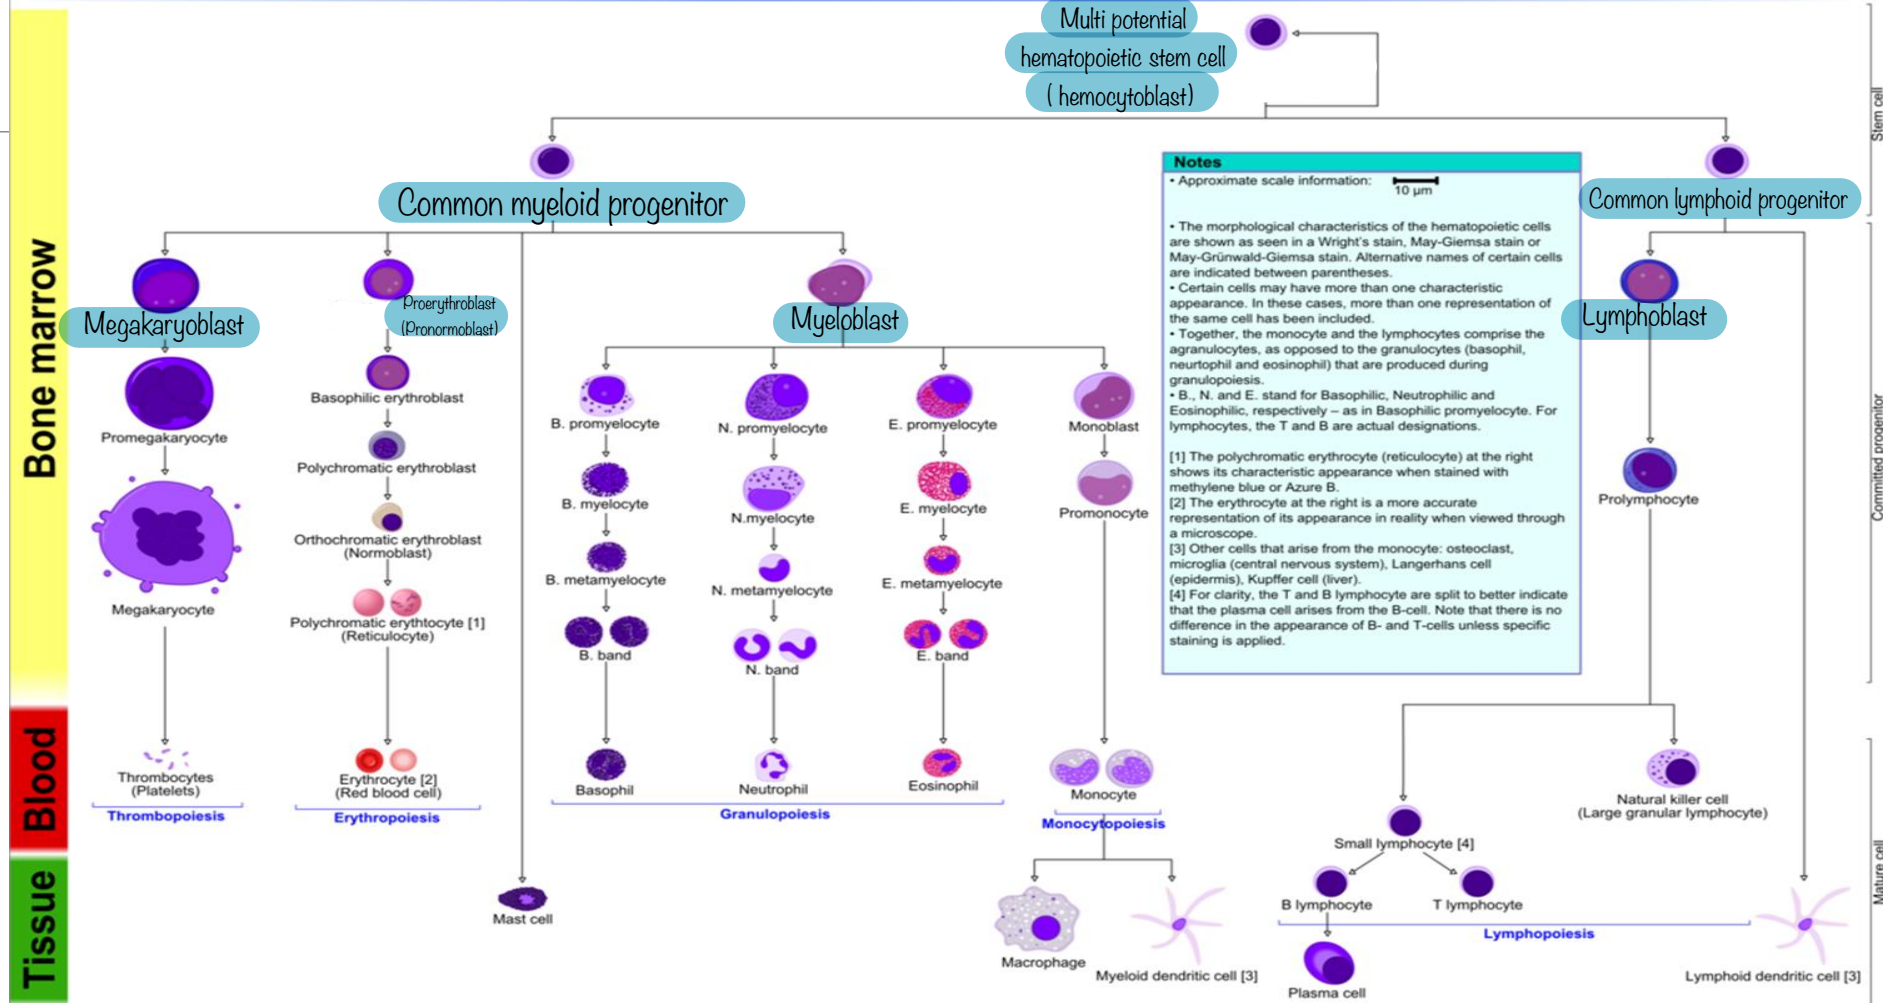 Multi potential
hematopoietic stem cell
( hemocytoblast)
Stem cell
Common myeloid progenitor
Common lymphoid progenitor
Notes
• Approximate scale information:
10 µm
• The morphological characteristics of the hematopoietic cells
are shown as seen in a Wright's stain, May-Giemsa stain or
May-Grünwald-Giemsa stain. Alternative names of certain cells
are indicated between parentheses.
• Certain cells may have more than one characteristic
appearance. In these cases, more than one representation of
the same cell has been included.
• Together, the monocyte and the lymphocytes comprise the
agranulocytes, as opposed to the granulocytes (basophil,
neurtophil and eosinophil) that are produced during
granulopoiesis.
• B., N. and E. stand for Basophilic, Neutrophilic and
Eosinophilic, respectively – as in Basophilic promyelocyte. For
lymphocytes, the T and B are actual designations.
[1] The polychromatic erythrocyte (reticulocyte) at the right
shows its characteristic appearance when stained with
methylene blue or Azure B.
[2] The erythrocyte at the right is a more accurate
representation of its appearance in reality when viewed through
a microscope.
[3] Other cells that arise from the monocyte: osteoclast,
microglia (central nervous system), Langerhans cell
(epidermis), Kupffer cell (liver).
[4] For clarity, the T and B lymphocyte are split to better indicate
that the plasma cell arises from the B-cell. Note that there is no
difference in the appearance of B- and T-cells unless specific
staining is applied.
Bone marrow
Megakaryoblast
Proerythroblast
(Pronormoblast)
Myeloblast
Lymphoblast
Basophilic erythroblast
Promegakaryocyte
Polychromatic erythroblast
B. promyelocyte
N. promyelocyte
E. promyelocyte
Monoblast
B. myelocyte
N.myelocyte
E. myelocyte
Promonocyte
Prolymphocyte
Committed progenitor
Orthochromatic erythroblast
(Normoblast)
B. metamyelocyte
N. metamyelocyte
E. metamyelocyte
Megakaryocyte
Polychromatic erythtocyte [1]
(Reticulocyte)
B. band
N. band
E. band
Blood
Thrombocytes
(Platelets)
Thrombopoiesis
Erythrocyte [2]
(Red blood cell)
Erythropoiesis
Basophil
Neutrophil
Eosinophil
Granulopoiesis
Monocyte
Monocytopoiesis
Natural killer cell
(Large granular lymphocyte)
Small lymphocyte [4]
Mature cell
Tissue
Mast cell
B lymphocyte
T lymphocyte
Lymphopoiesis
Macrophage
Myeloid dendritic cell [3]
Plasma cell
Lymphoid dendritic cell [3]